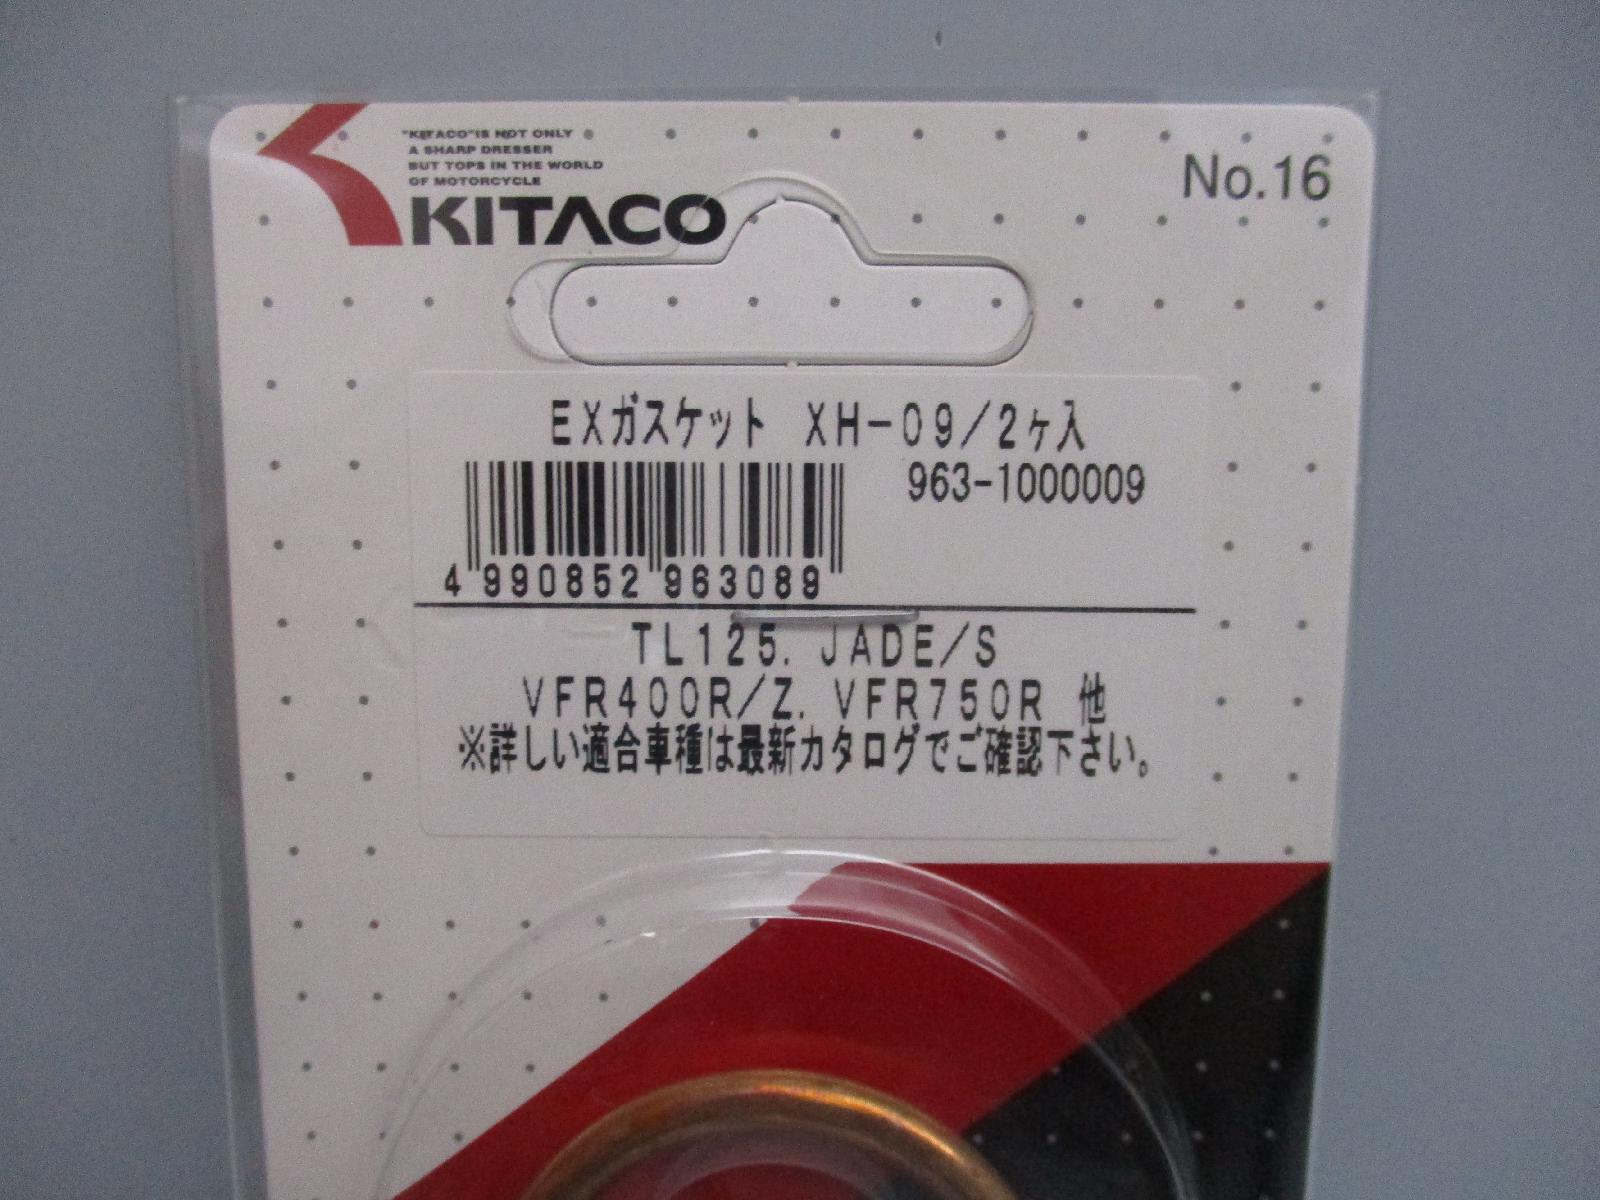 "KITACO"IS NOT ONLY
A SHARP DRESSER
BUT TOPS IN THE WORLD
OF MOTORCYCLE
KITACO
No.16
EXガスケット XH-09/2ヶ入
963-1000009
4 990852 963089
TL125. JADE/S
VFR400R/Z. VFR750R 他
※詳しい適合車種は最新カタログでご確認下さい。